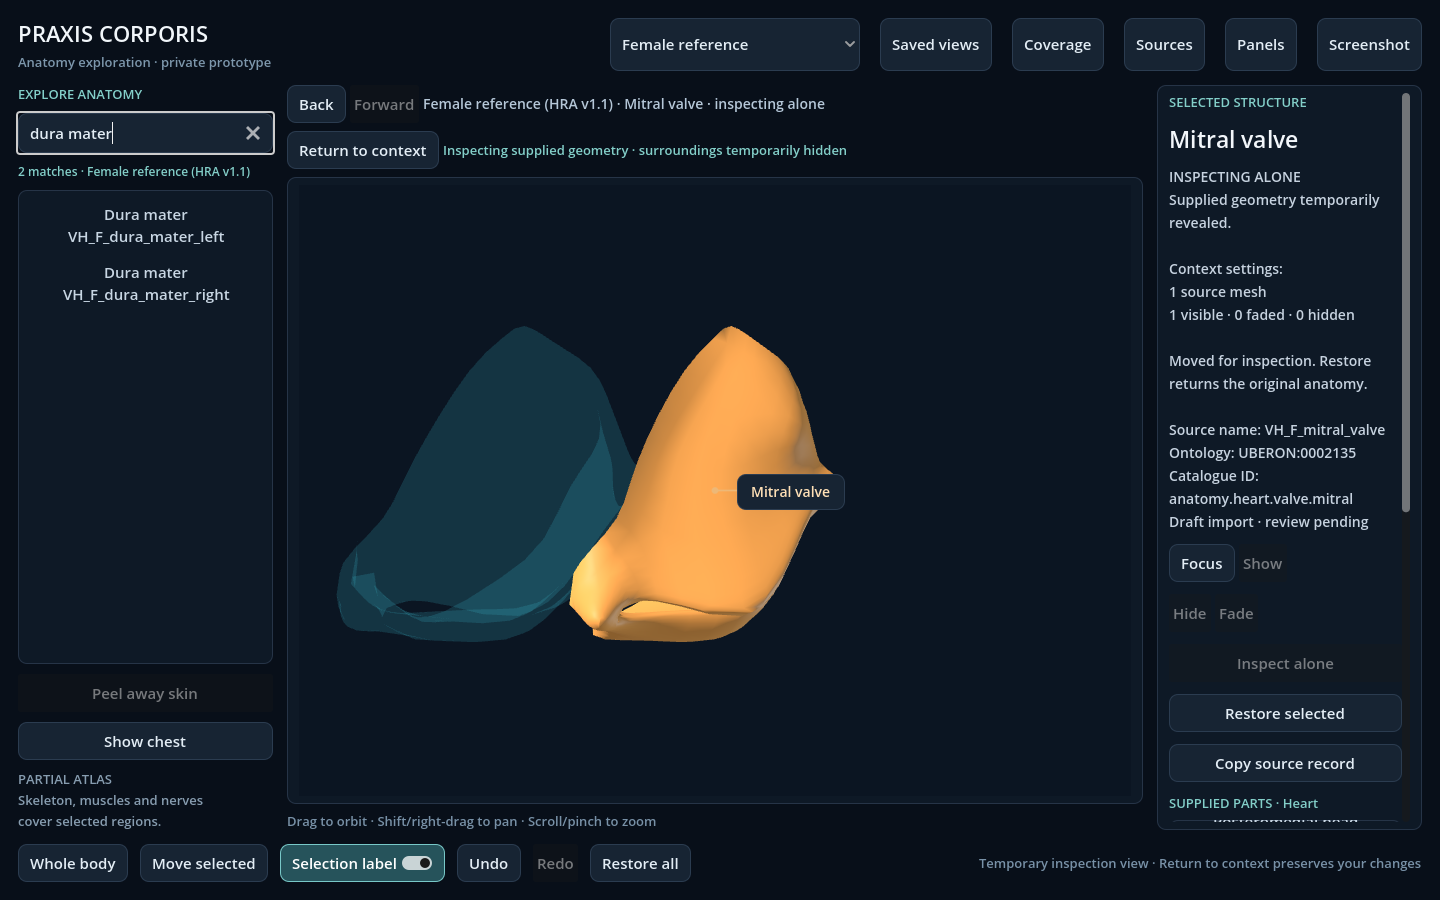 PRAXIS CORPORIS
Anatomy exploration · private prototype
Female reference
Saved views
Coverage
Sources
Panels
Screenshot
EXPLORE ANATOMY
dura mater
2 matches · Female reference (HRA v1.1)
Dura mater
VH_F_dura_mater_left
Dura mater
VH_F_dura_mater_right
Peel away skin
Show chest
PARTIAL ATLAS
Skeleton, muscles and nerves
cover selected regions.
Back
Forward
Female reference (HRA v1.1) · Mitral valve · inspecting alone
Return to context
Inspecting supplied geometry · surroundings temporarily hidden
Mitral valve
Drag to orbit · Shift/right-drag to pan · Scroll/pinch to zoom
SELECTED STRUCTURE
Mitral valve
INSPECTING ALONE
Supplied geometry temporarily
revealed.
Context settings:
1 source mesh
1 visible · 0 faded · 0 hidden
Moved for inspection. Restore
returns the original anatomy.
Source name: VH_F_mitral_valve
Ontology: UBERON:0002135
Catalogue ID:
anatomy.heart.valve.mitral
Draft import · review pending
Focus
Show
Hide
Fade
Inspect alone
Restore selected
Copy source record
SUPPLIED PARTS · Heart
Whole body
Move selected
Selection label
Undo
Redo
Restore all
Temporary inspection view · Return to context preserves your changes